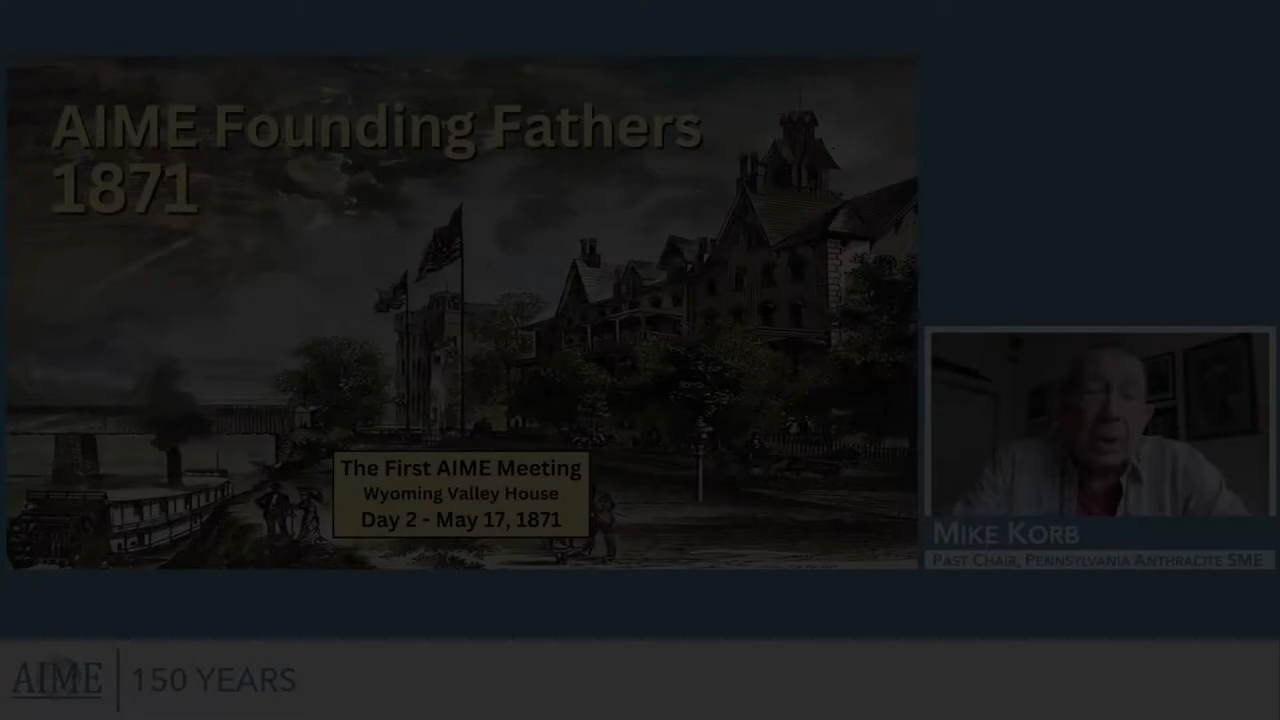 AIME Founding Fathers
1871
The First AIME Meeting
Wyoming Valley House
Day 2 - May 17, 1871
MIKE KORB
PAST CHAIR, PENNSYLVANIA ANTHRACITE SME
AIME 150 YEARS